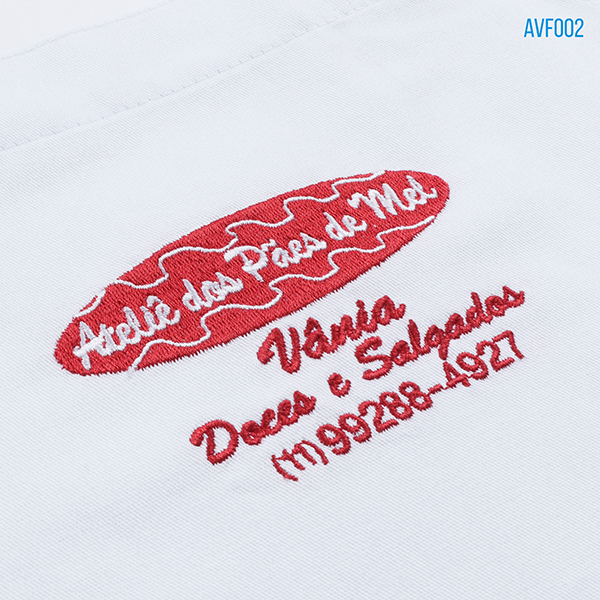 AVF002
Ateliê dos Pães de Mel
Vânia
Doces e Salgados
(11)99288-4927